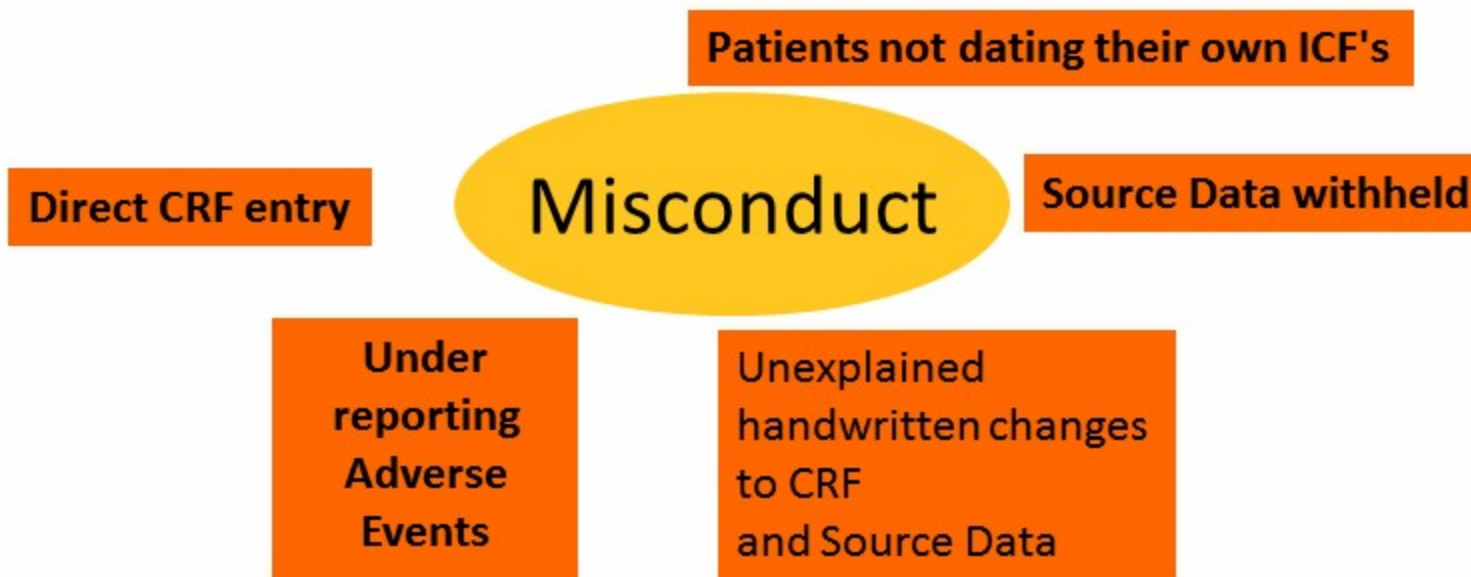 Patients not dating their own ICF's
Direct CRF entry
Misconduct
Source Data withheld
Under
reporting
Adverse
Events
Unexplained
handwritten changes
to CRF
and Source Data